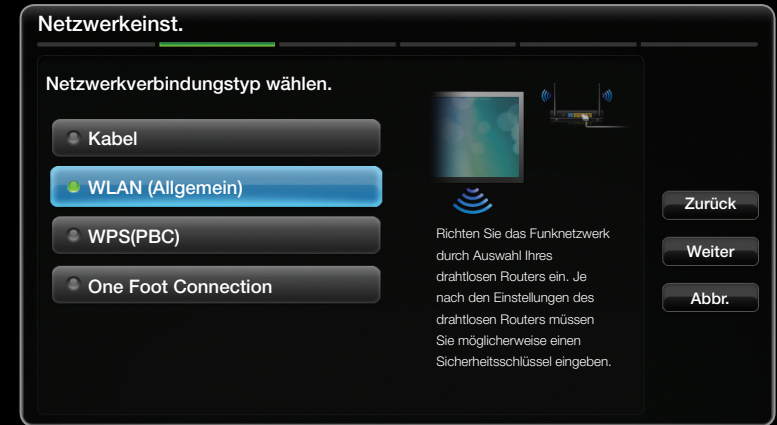 Netzwerkeinst.
Netzwerkverbindungstyp wählen.
Kabel
WLAN (Allgemein)
WPS(PBC)
One Foot Connection
Richten Sie das Funknetzwerk
durch Auswahl Ihres
drahtlosen Routers ein. Je
nach den Einstellungen des
drahtlosen Routers müssen
Sie möglicherweise einen
Sicherheitsschlüssel eingeben.
Zurück
Weiter
Abbr.